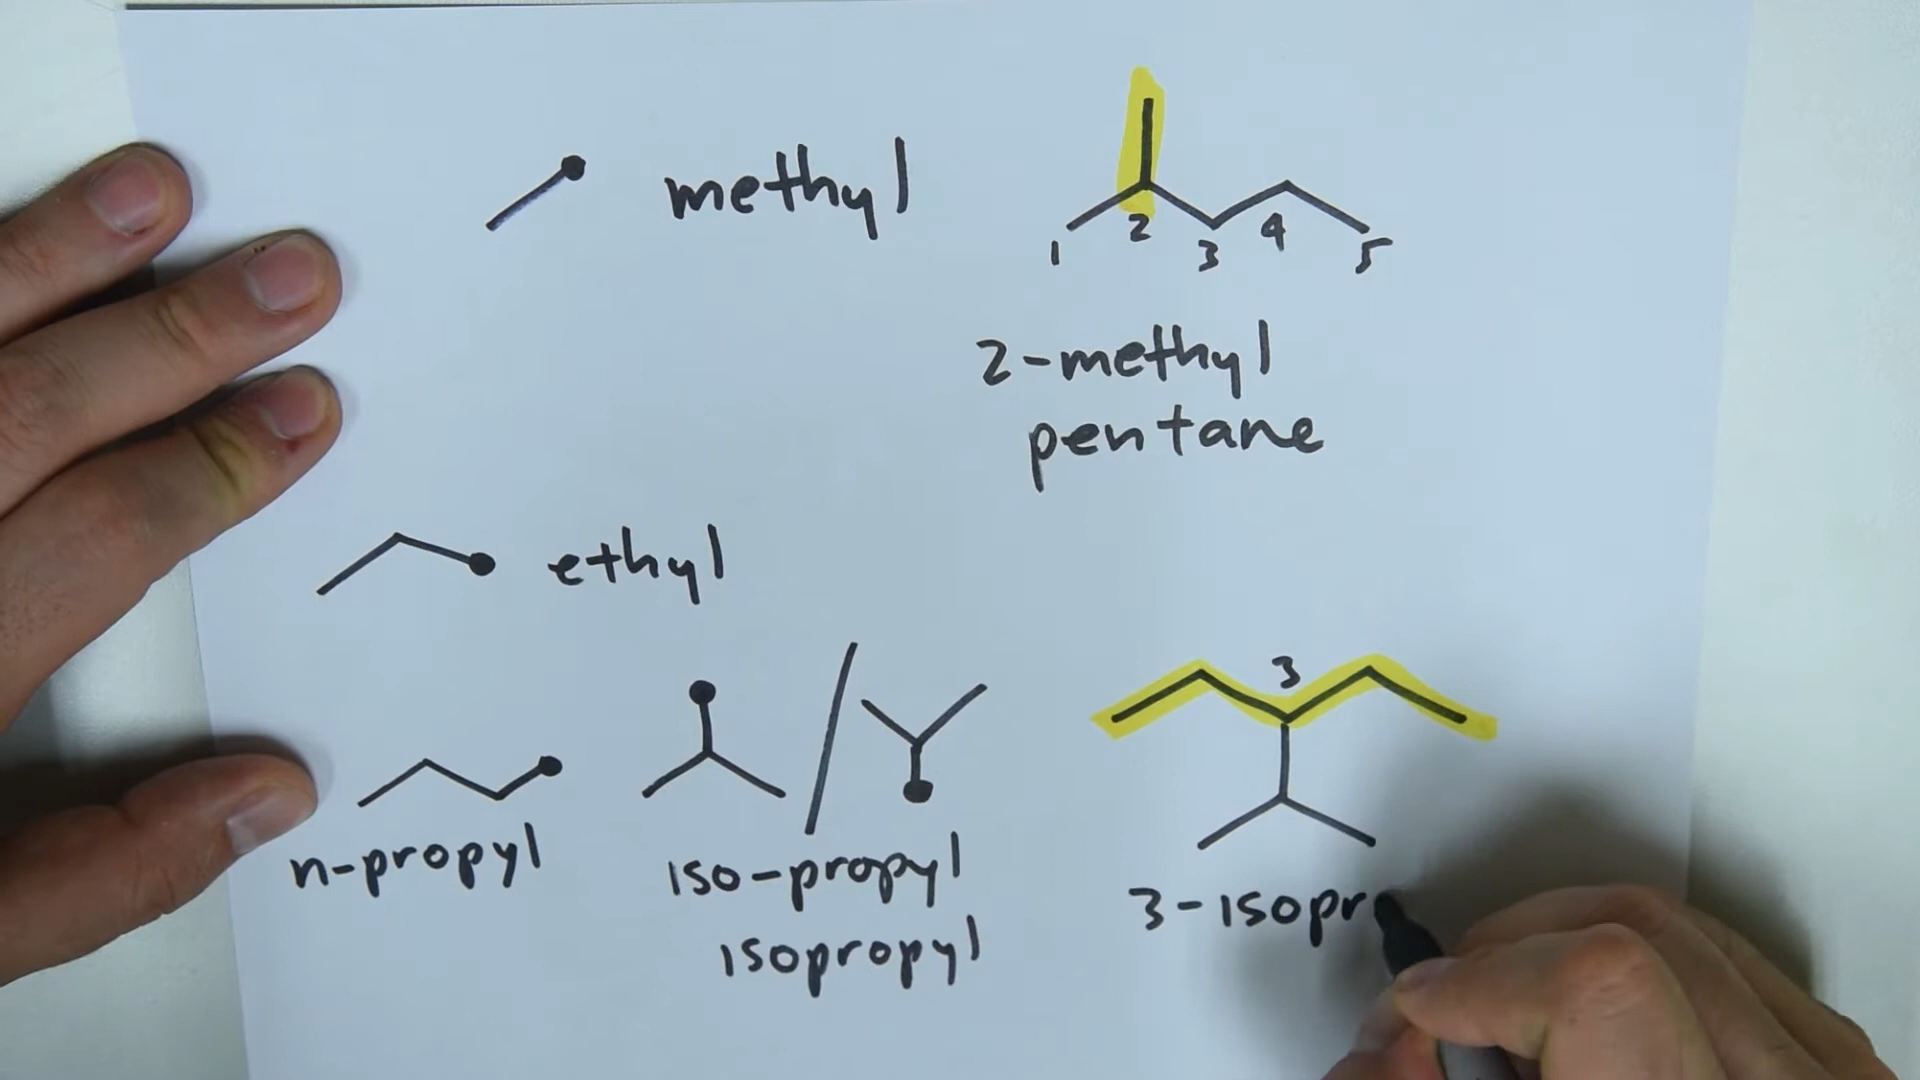 methyl
1 2 3 4 5
2-methyl
pentane
ethyl
n-propyl
iso-propyl
isopropyl
3
3-isopr